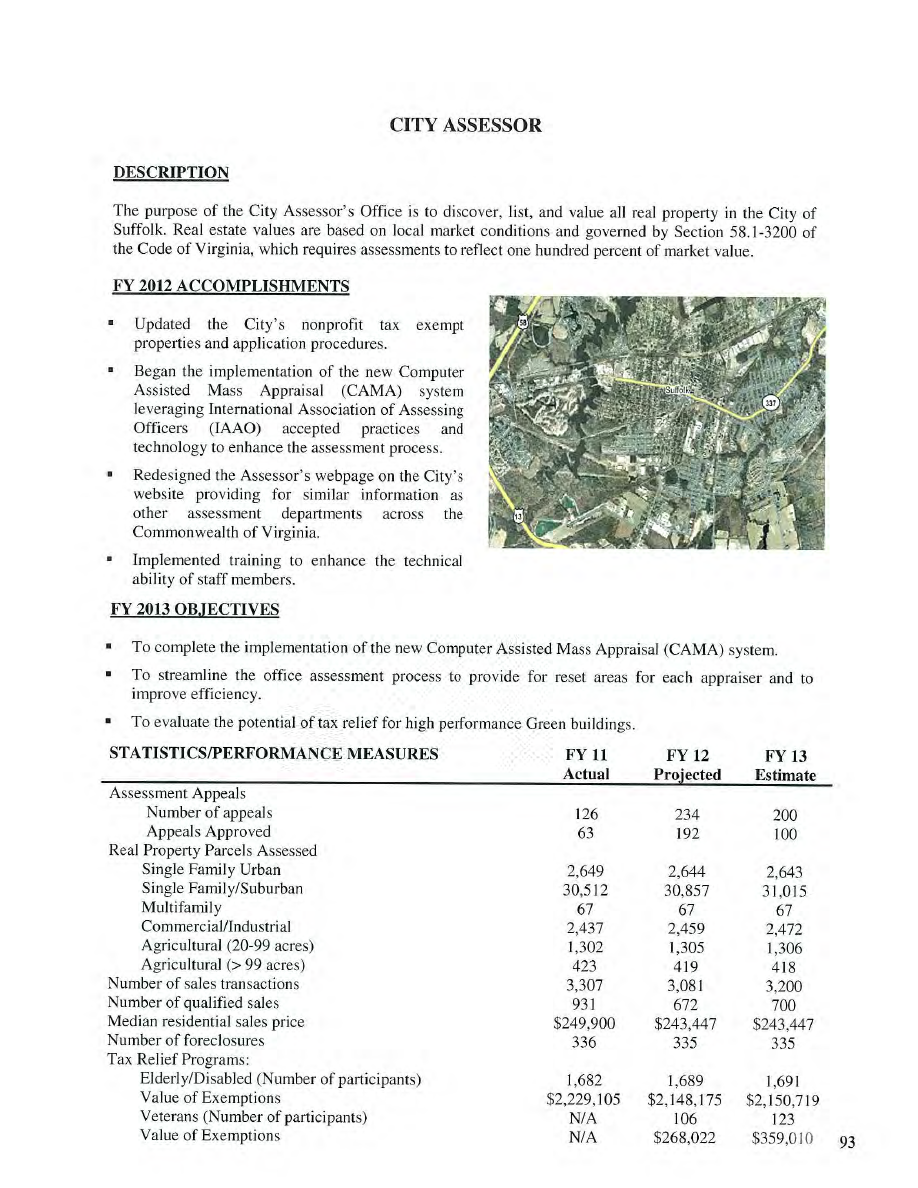 CITY ASSESSOR
DESCRIPTION
The purpose of the City Assessor's Office is to discover, list, and value all real property in the City of
Suffolk. Real estate values are based on local market conditions and governed by Section 58.1-3200 of
the Code of Virginia, which requires assessments to reflect one hundred percent of market value.
FY 2012 ACCOMPLISHMENTS
▪ Updated the City's nonprofit tax exempt
properties and application procedures.
▪ Began the implementation of the new Computer
Assisted Mass Appraisal (CAMA) system
leveraging International Association of Assessing
Officers (IAAO) accepted practices and
technology to enhance the assessment process.
▪ Redesigned the Assessor's webpage on the City's
website providing for similar information as
other assessment departments across the
Commonwealth of Virginia.
▪ Implemented training to enhance the technical
ability of staff members.
58
Suffolk
337
13
FY 2013 OBJECTIVES
▪ To complete the implementation of the new Computer Assisted Mass Appraisal (CAMA) system.
▪ To streamline the office assessment process to provide for reset areas for each appraiser and to
improve efficiency.
▪ To evaluate the potential of tax relief for high performance Green buildings.
STATISTICS/PERFORMANCE MEASURES FY 11 FY 12 FY 13
Actual Projected Estimate
Assessment Appeals
Number of appeals 126 234 200
Appeals Approved 63 192 100
Real Property Parcels Assessed
Single Family Urban 2,649 2,644 2,643
Single Family/Suburban 30,512 30,857 31,015
Multifamily 67 67 67
Commercial/Industrial 2,437 2,459 2,472
Agricultural (20-99 acres) 1,302 1,305 1,306
Agricultural (> 99 acres) 423 419 418
Number of sales transactions 3,307 3,081 3,200
Number of qualified sales 931 672 700
Median residential sales price $249,900 $243,447 $243,447
Number of foreclosures 336 335 335
Tax Relief Programs:
Elderly/Disabled (Number of participants) 1,682 1,689 1,691
Value of Exemptions $2,229,105 $2,148,175 $2,150,719
Veterans (Number of participants) N/A 106 123
Value of Exemptions N/A $268,022 $359,010
93